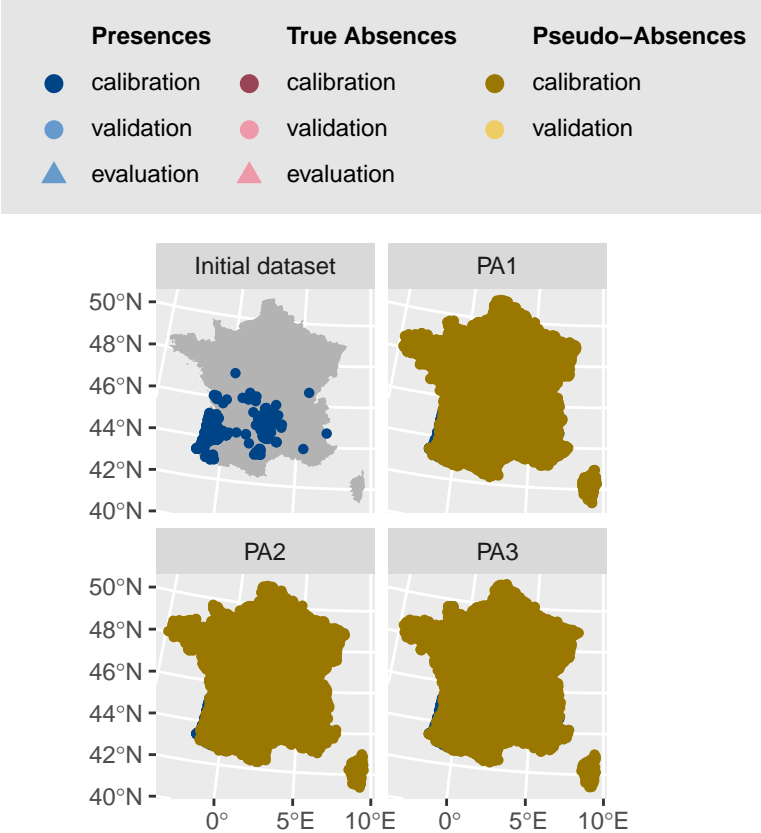 Presences True Absences Pseudo−Absences
calibration calibration calibration
validation validation validation
evaluation evaluation
Initial dataset PA1
50°N
48°N
46°N
44°N
42°N
40°N
PA2 PA3
50°N
48°N
46°N
44°N
42°N
40°N
0° 5°E 10°E 0° 5°E 10°E